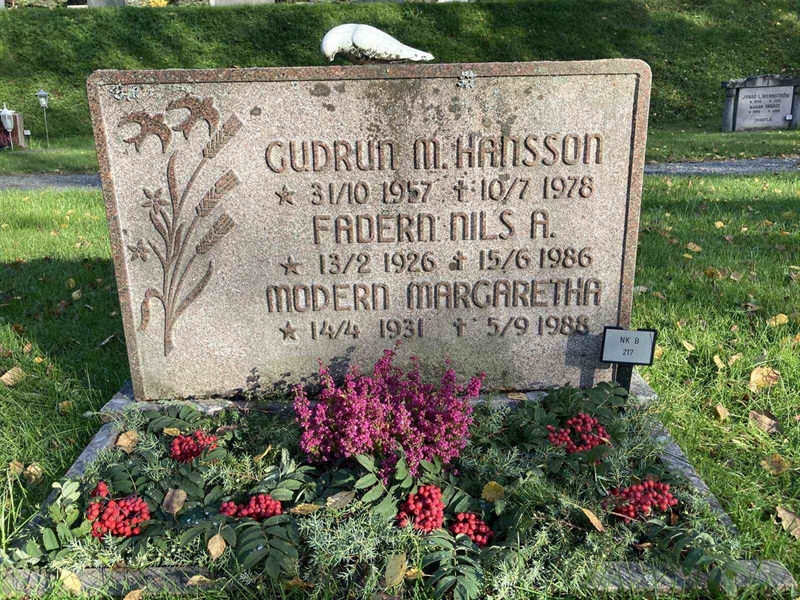 GUDRUN M. HANSSON
* 31/10 1957 ✝ 10/7 1978
FADERN NILS A.
* 13/2 1926 ✝ 15/6 1986
MODERN MARGARETHA
* 14/4 1931 ✝ 5/9 1988
NK B
217